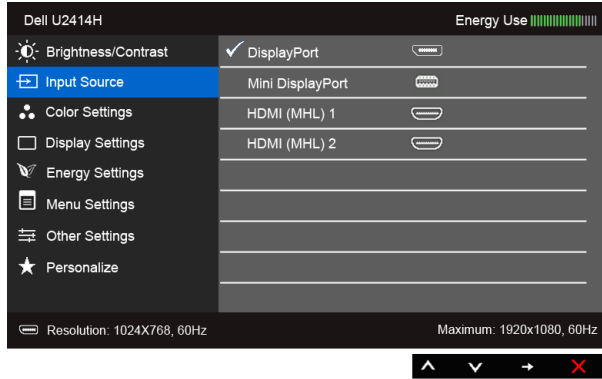 Dell U2414H Energy Use
Brightness/Contrast DisplayPort
Input Source Mini DisplayPort
Color Settings HDMI (MHL) 1
Display Settings HDMI (MHL) 2
Energy Settings
Menu Settings
Other Settings
Personalize
Resolution: 1024X768, 60Hz Maximum: 1920x1080, 60Hz